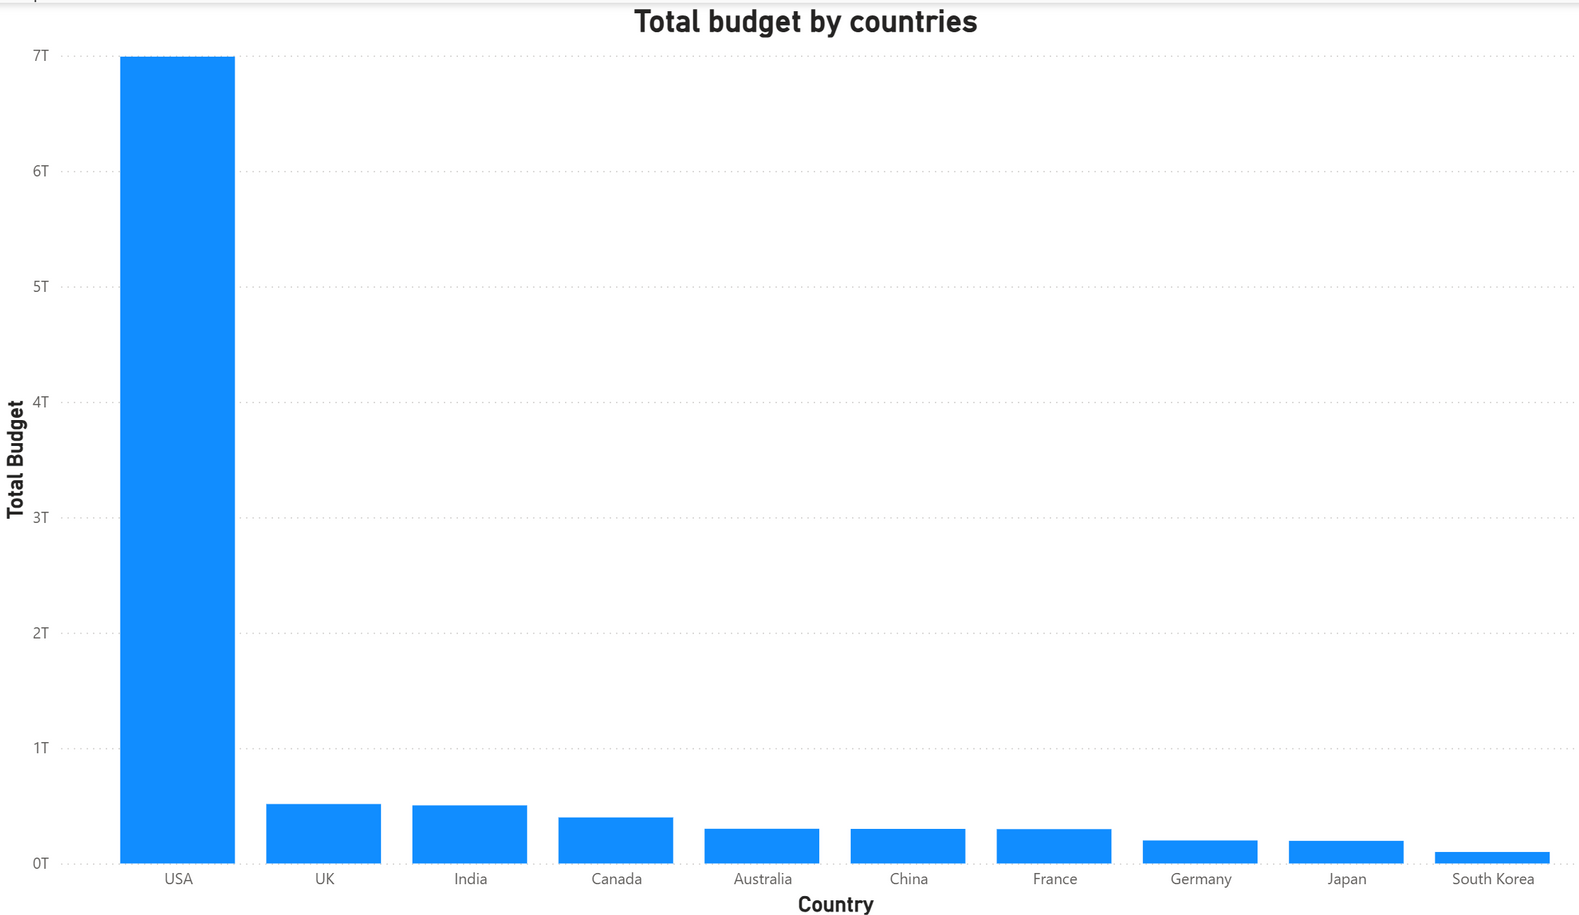 Total budget by countries
7T
6T
5T
4T
3T
2T
1T
0T
Total Budget
USA UK India Canada Australia China France Germany Japan South Korea
Country